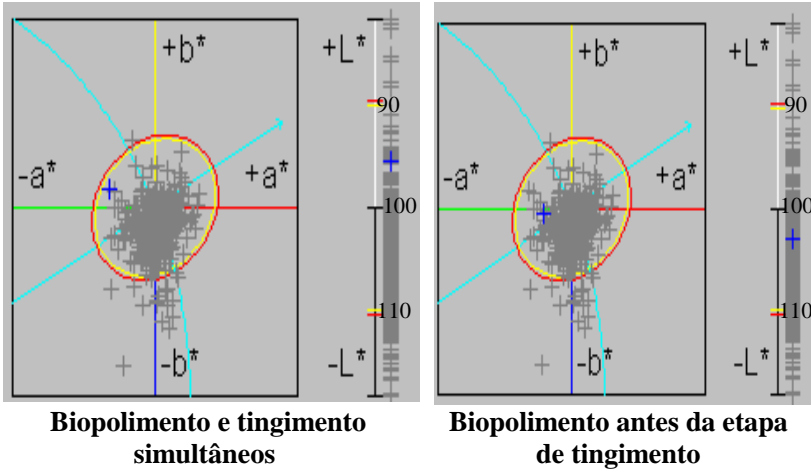 +b*
+L*
90
-a*
+a*
100
110
-b*
-L*
Biopolimento e tingimento
simultâneos
+b*
+L*
90
-a*
+a*
100
110
-b*
-L*
Biopolimento antes da etapa
de tingimento